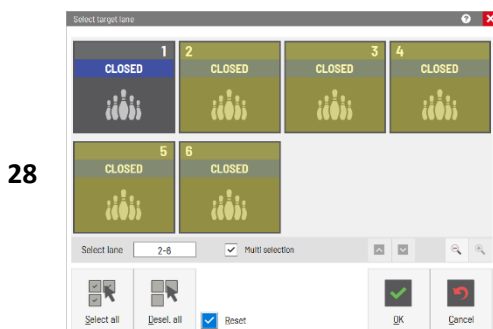 Select target lane
1 2 3 4
CLOSED CLOSED CLOSED CLOSED
5 6
CLOSED CLOSED
28
Select lane 2-6 Multi selection
Select all Desel. all Reset OK Cancel